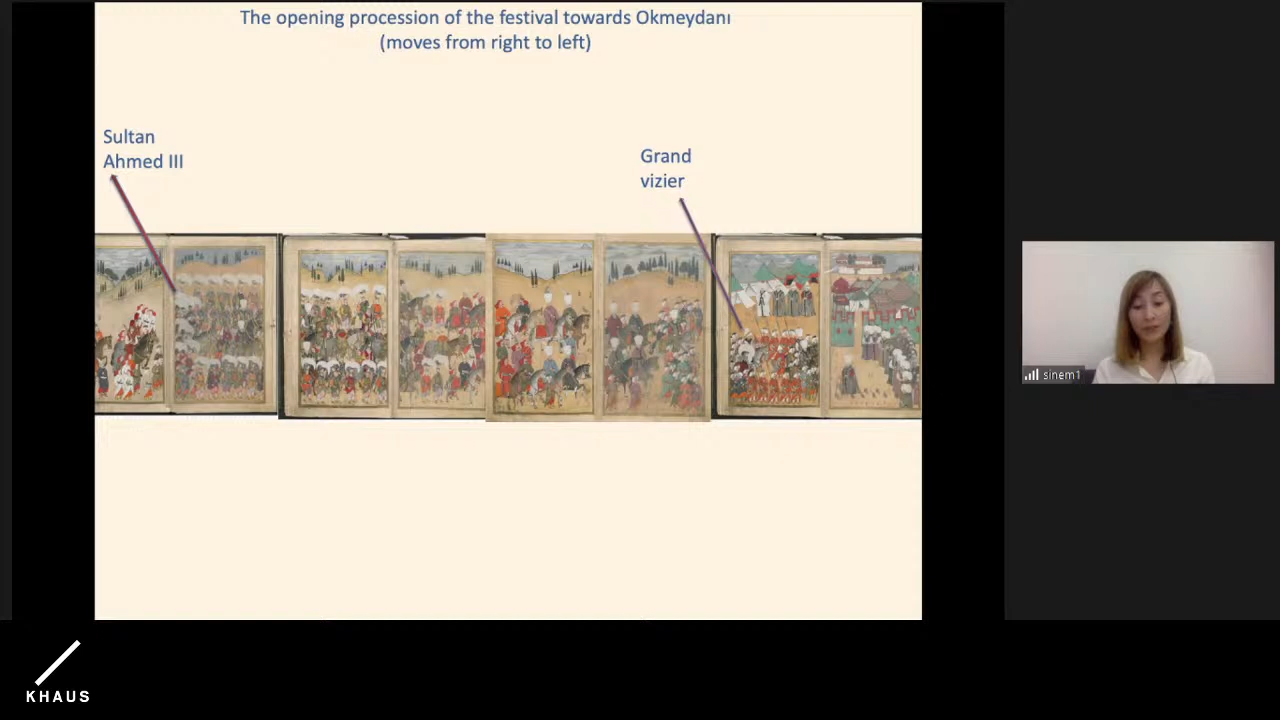 The opening procession of the festival towards Okmeydanı
(moves from right to left)
Sultan
Ahmed III
Grand
vizier
sinem1
KHAUS